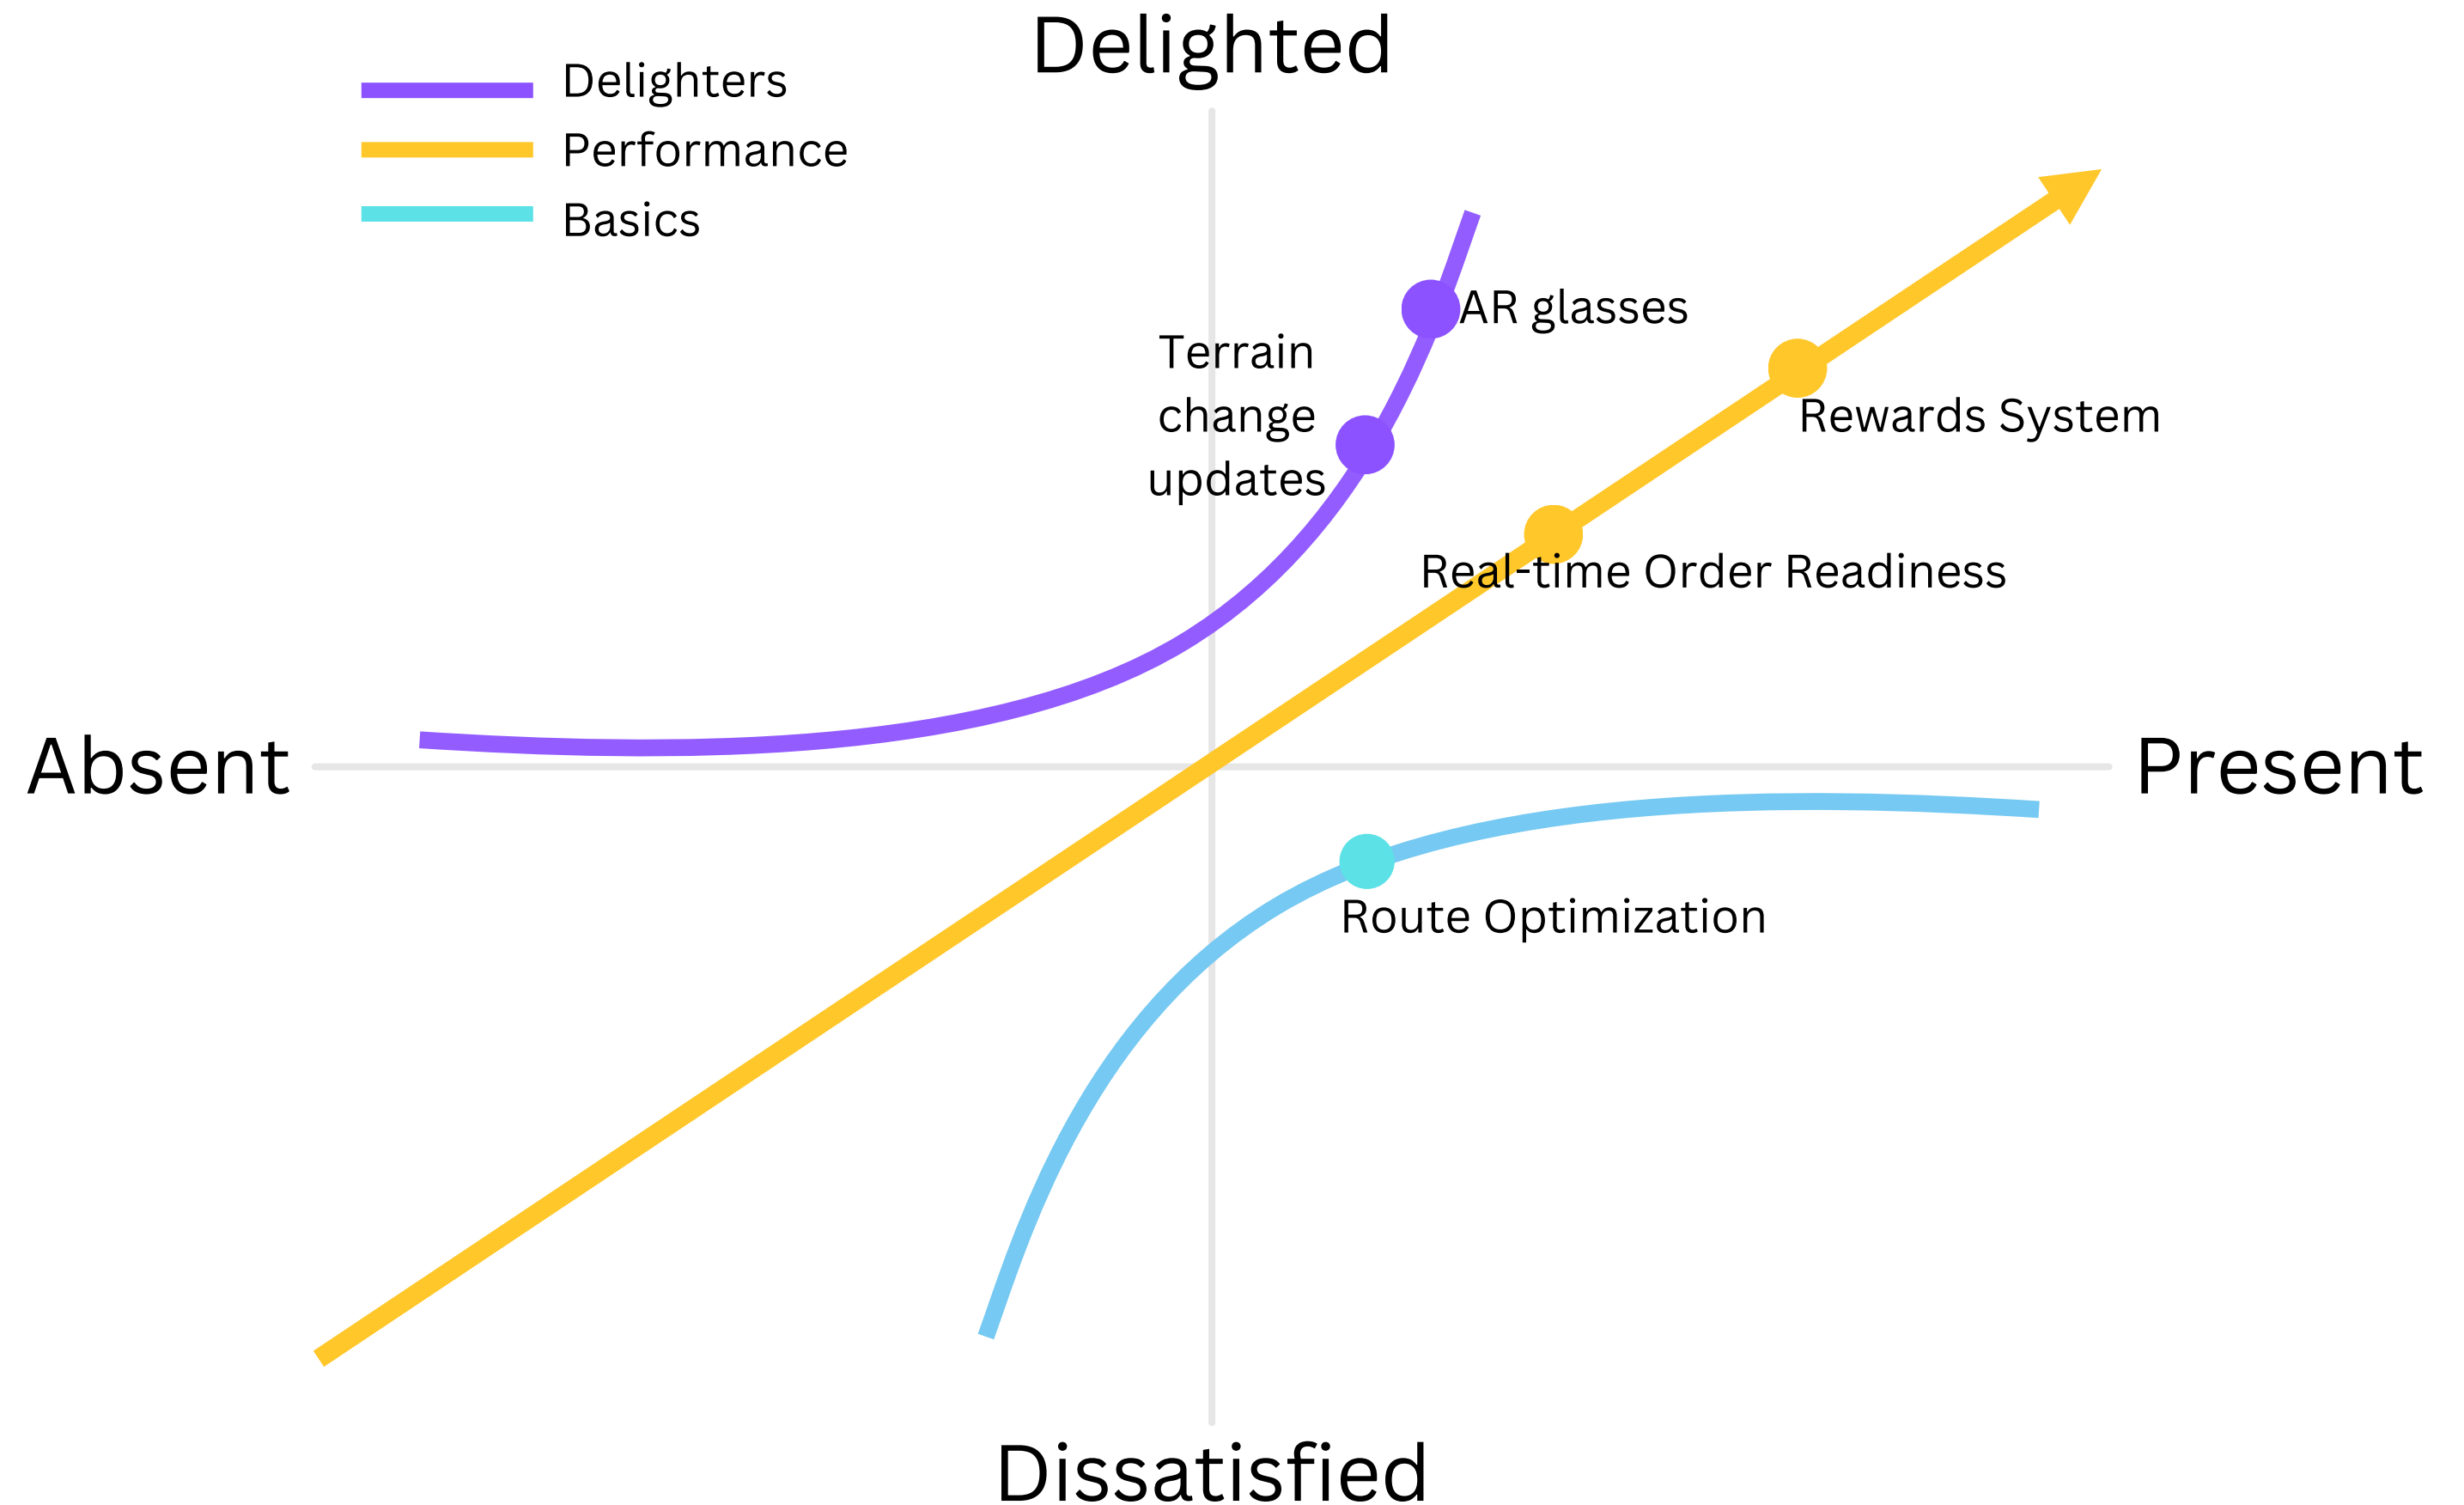 Delighted
Delighters
Performance
Basics
AR glasses
Terrain
change
updates
Rewards System
Real-time Order Readiness
Absent
Present
Route Optimization
Dissatisfied